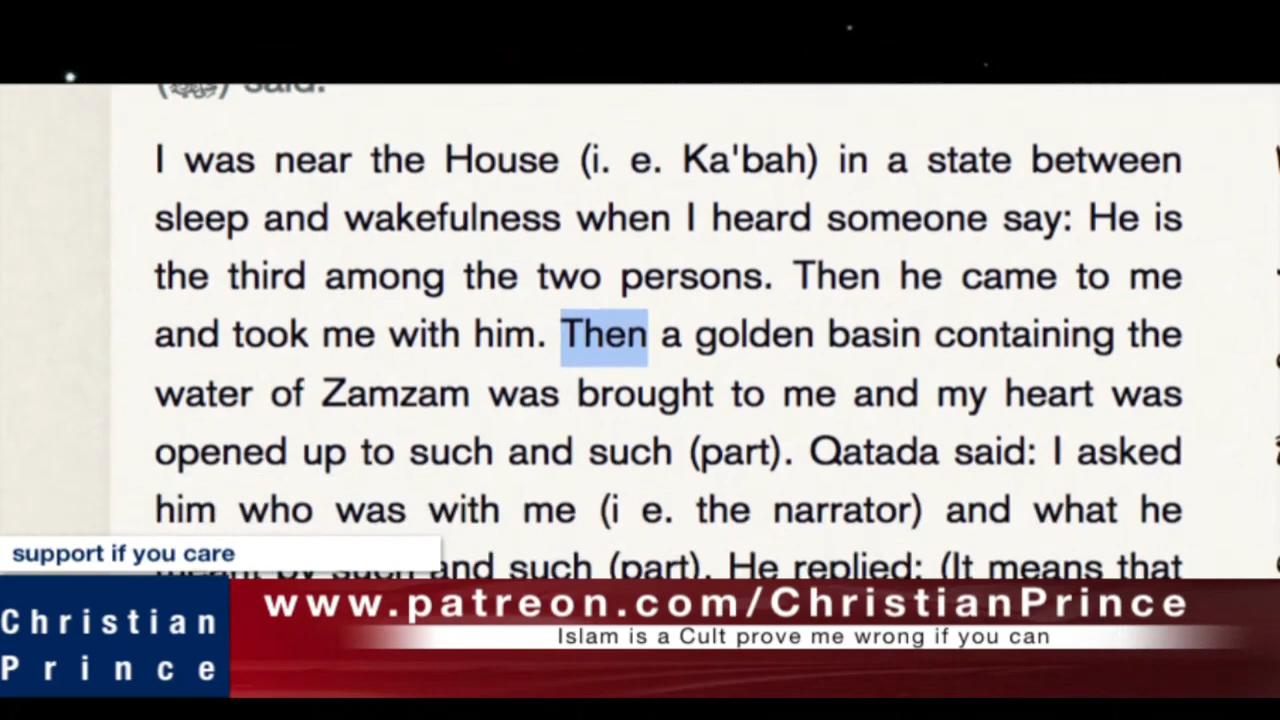 said.
I was near the House (i. e. Ka'bah) in a state between
sleep and wakefulness when I heard someone say: He is
the third among the two persons. Then he came to me
and took me with him. Then a golden basin containing the
water of Zamzam was brought to me and my heart was
opened up to such and such (part). Qatada said: I asked
him who was with me (i e. the narrator) and what he
meant by such and such (part). He replied: (It means that
support if you care
Christian
Prince
www.patreon.com/ChristianPrince
Islam is a Cult prove me wrong if you can